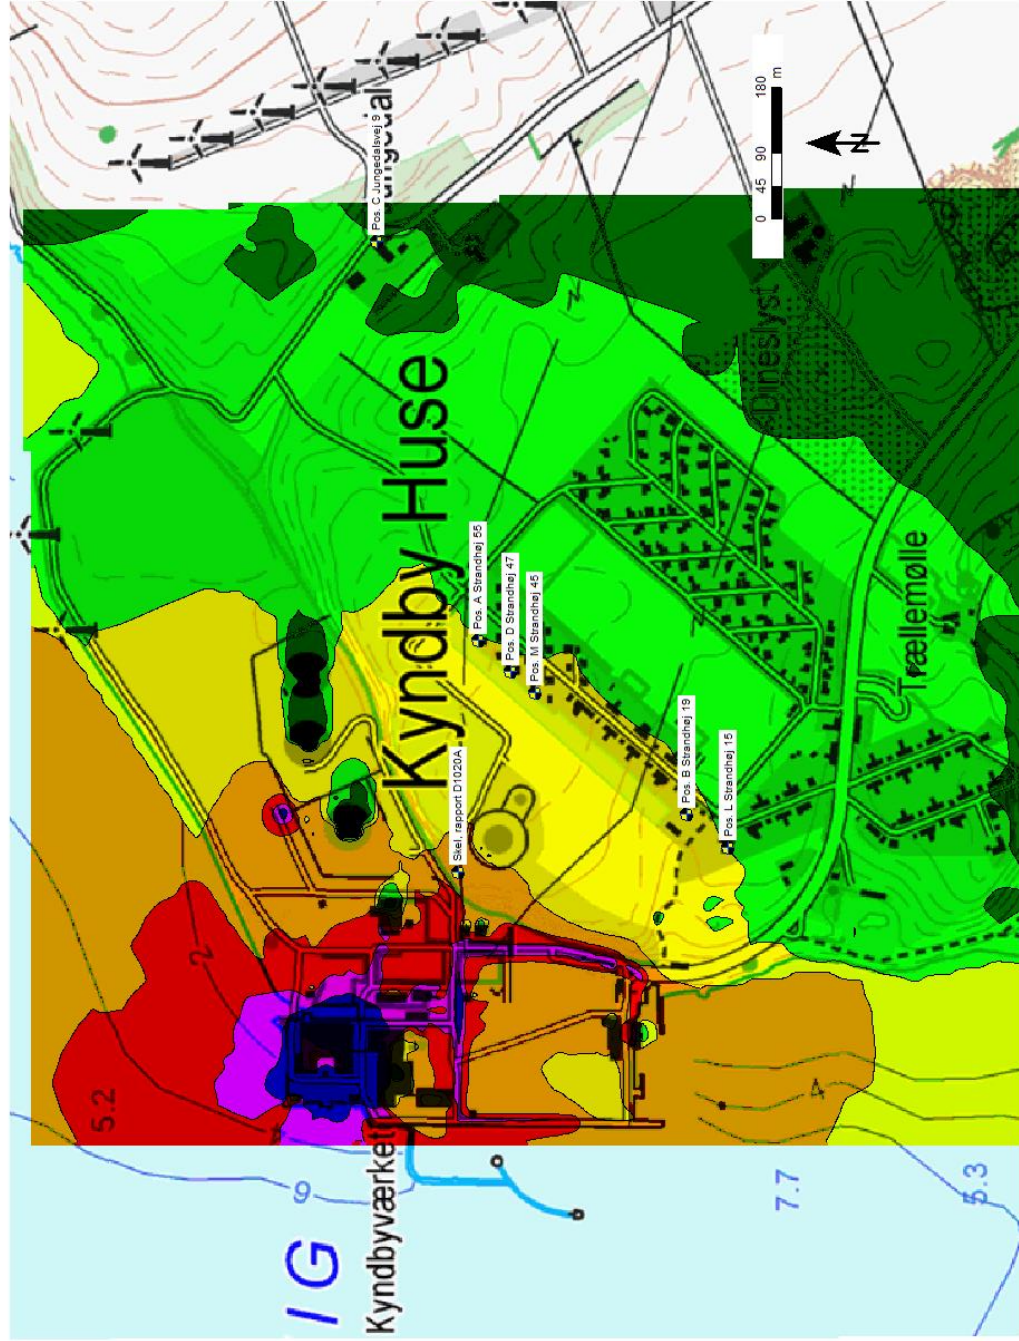 I G
Kyndbyværket
5.2
7.7
5.3
2
6
4
Skel, rapport D1020A
Kyndby Huse
Pos. A Strandhøj 55
Pos. D Strandhøj 47
Pos. M Strandhøj 45
Pos. B Strandhøj 19
Pos. L Strandhøj 15
Trællemølle
Pos. C Jungedalsvej 9
Dineslyst
0 45 90 180
m
N